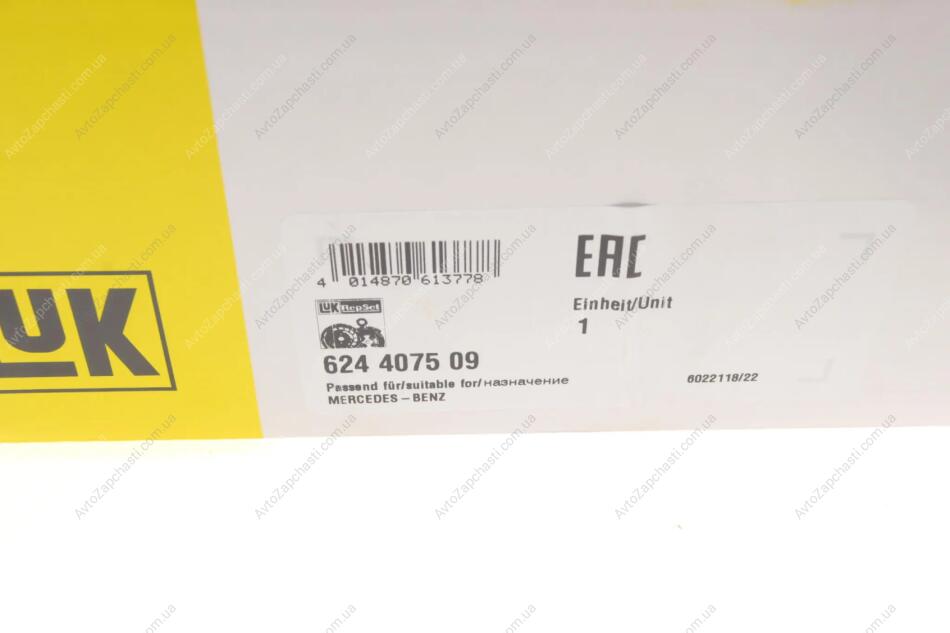 LUK
EAC
4 014870 613778
Einheit/Unit
1
LUK RepSet
624 4075 09
Passend für/suitable for/назначение
MERCEDES – BENZ
6022118/22
AvtoZapchasti.com.ua